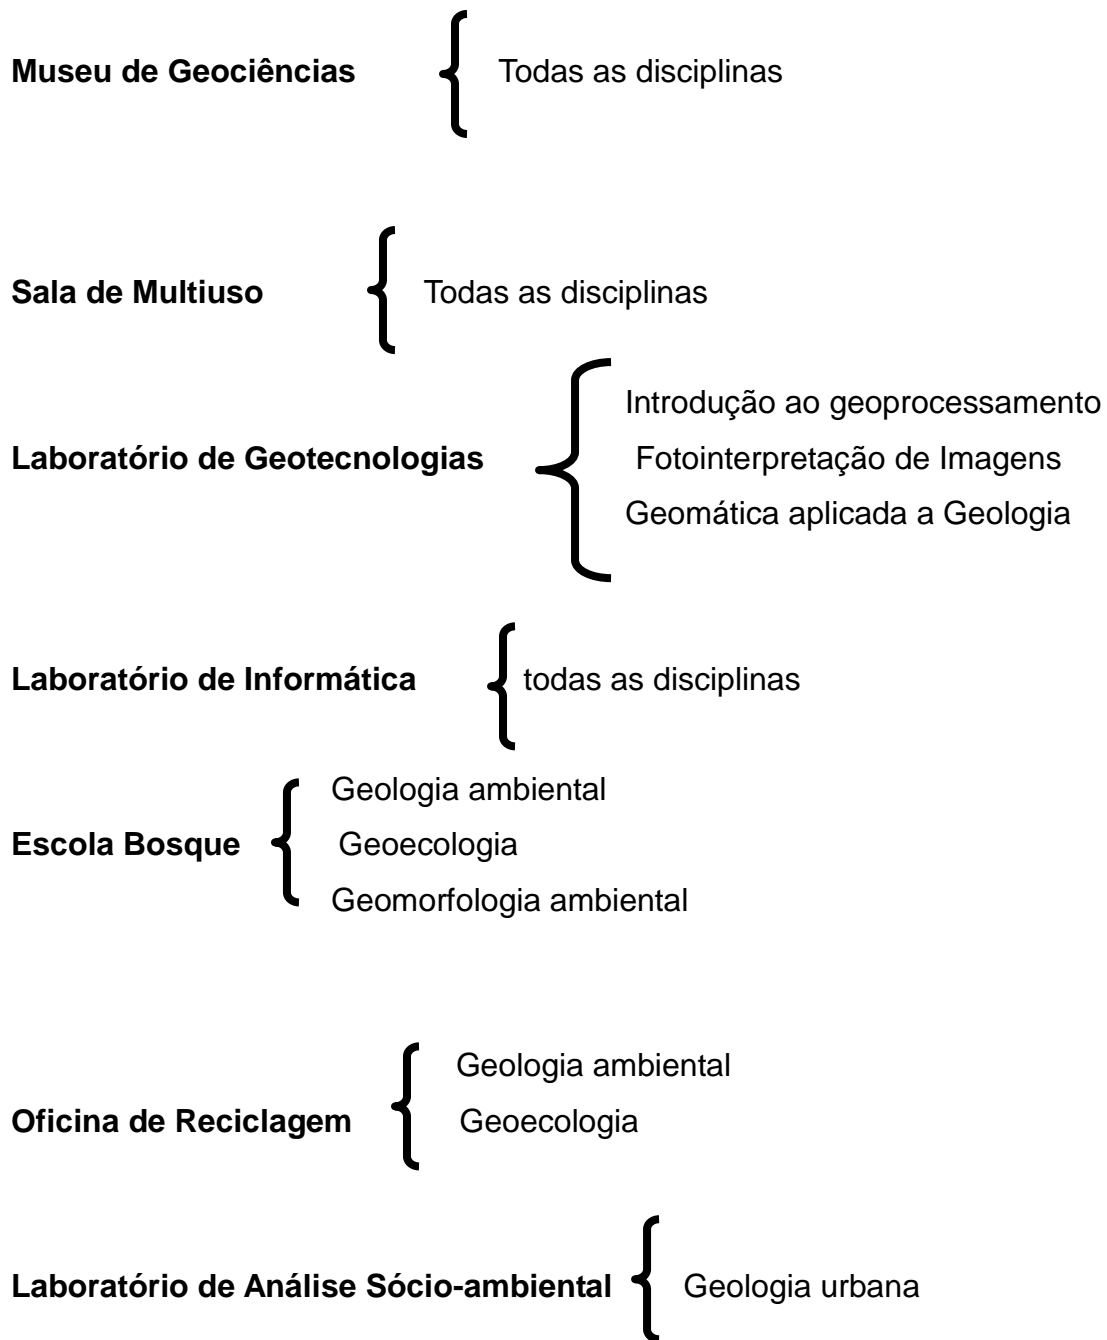 Museu de Geociências Todas as disciplinas
Sala de Multiuso Todas as disciplinas
Introdução ao geoprocessamento
Laboratório de Geotecnologias Fotointerpretação de Imagens
Geomática aplicada a Geologia
Laboratório de Informática todas as disciplinas
Geologia ambiental
Escola Bosque Geoecologia
Geomorfologia ambiental
Geologia ambiental
Oficina de Reciclagem Geoecologia
Laboratório de Análise Sócio-ambiental Geologia urbana